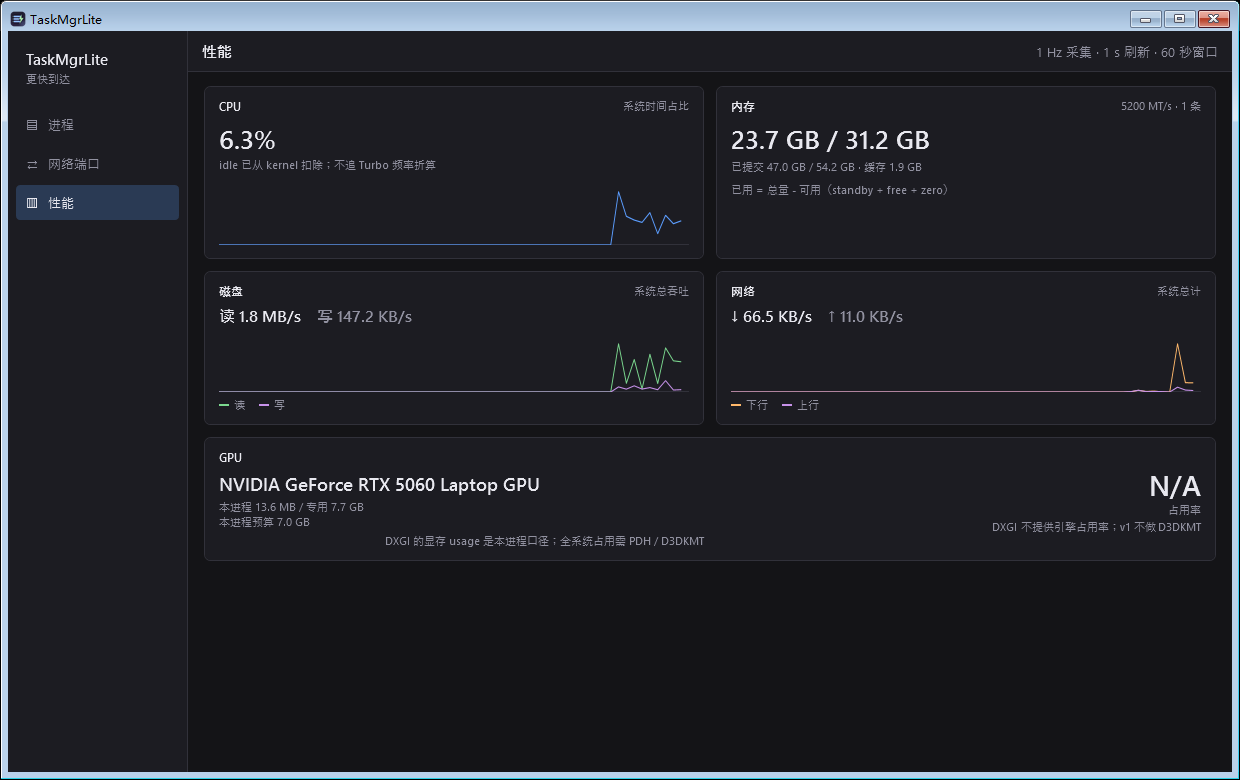 TaskMgrLite
TaskMgrLite
更快到达
进程
网络端口
性能
性能
1 Hz 采集 · 1 s 刷新 · 60 秒窗口
CPU
系统时间占比
6.3%
idle 已从 kernel 扣除；不追 Turbo 频率折算
内存
5200 MT/s · 1 条
23.7 GB / 31.2 GB
已提交 47.0 GB / 54.2 GB · 缓存 1.9 GB
已用 = 总量 - 可用（standby + free + zero）
磁盘
系统总吞吐
读 1.8 MB/s 写 147.2 KB/s
读 写
网络
系统总计
↓ 66.5 KB/s ↑ 11.0 KB/s
下行 上行
GPU
NVIDIA GeForce RTX 5060 Laptop GPU
本进程 13.6 MB / 专用 7.7 GB
本进程预算 7.0 GB
DXGI 的显存 usage 是本进程口径；全系统占用需 PDH / D3DKMT
N/A
占用率
DXGI 不提供引擎占用率；v1 不做 D3DKMT